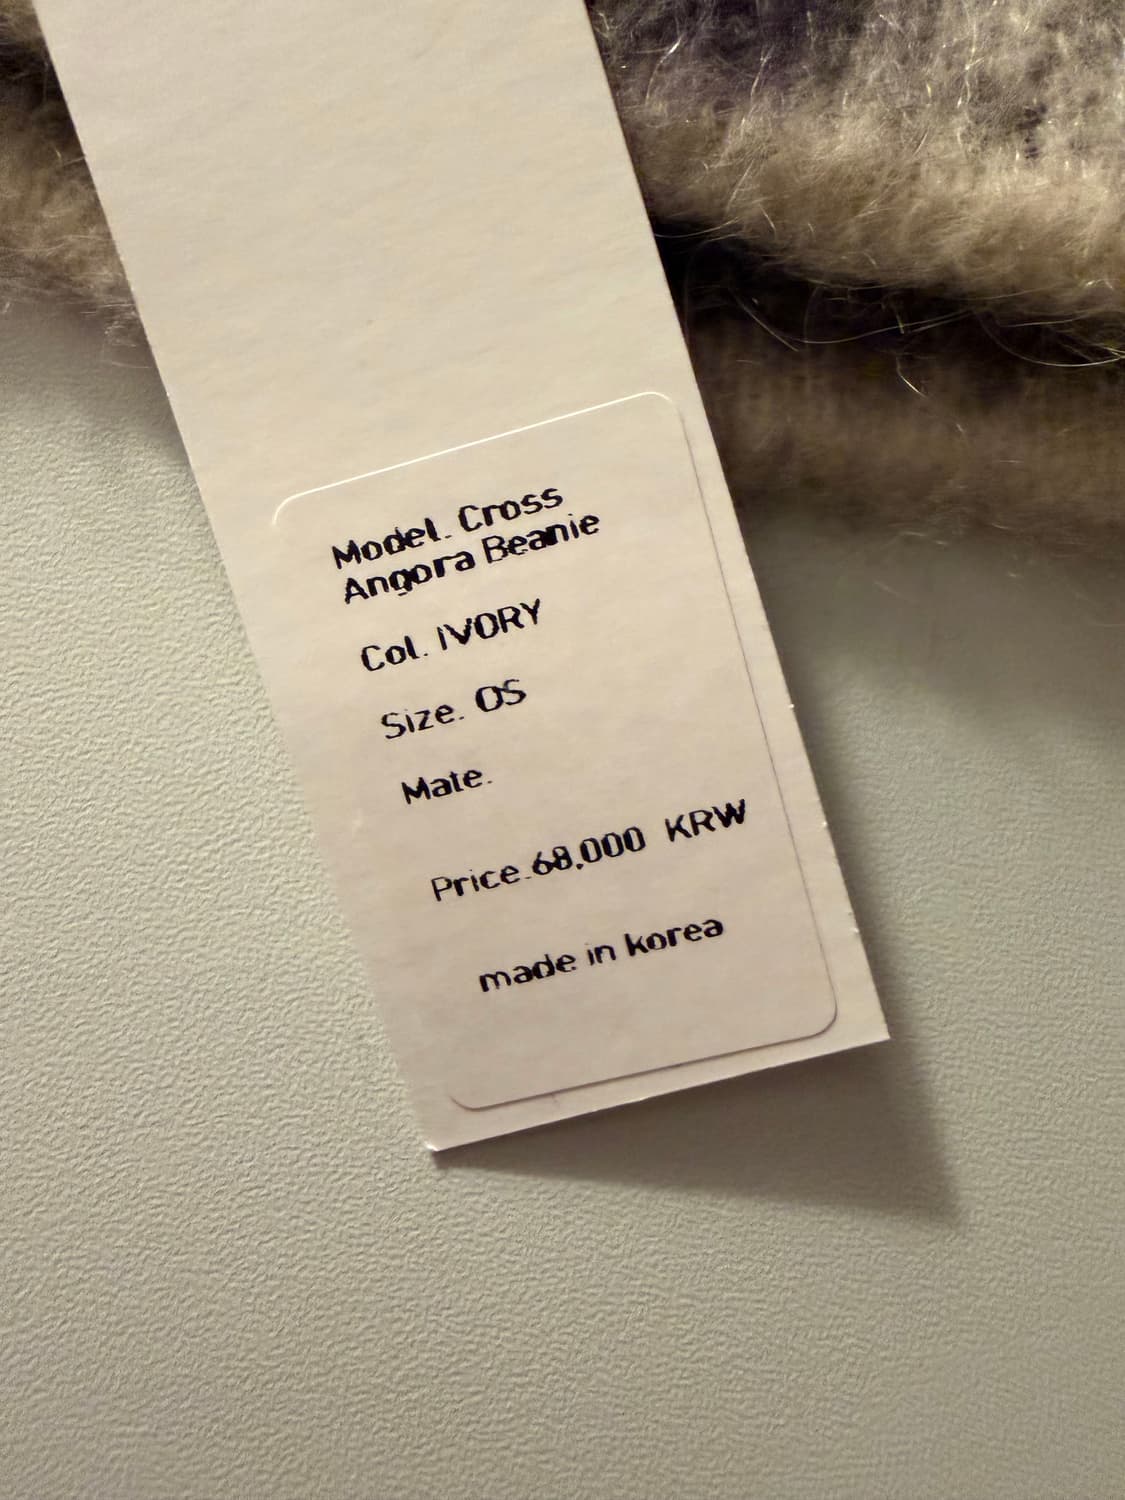 Model. Cross
Angora Beanie
Col. IVORY
Size. OS
Mate.
Price.68,000 KRW
made in korea